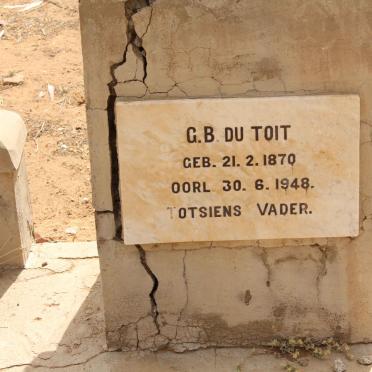 G.B. DU TOIT
GEB. 21. 2. 1870
OORL 30. 6. 1948.
TOTSIENS VADER.